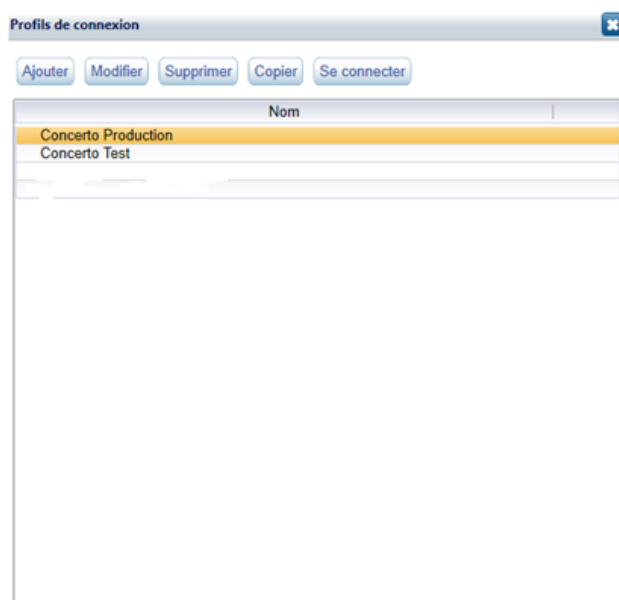 Profils de connexion
Ajouter Modifier Supprimer Copier Se connecter
Nom
Concerto Production
Concerto Test